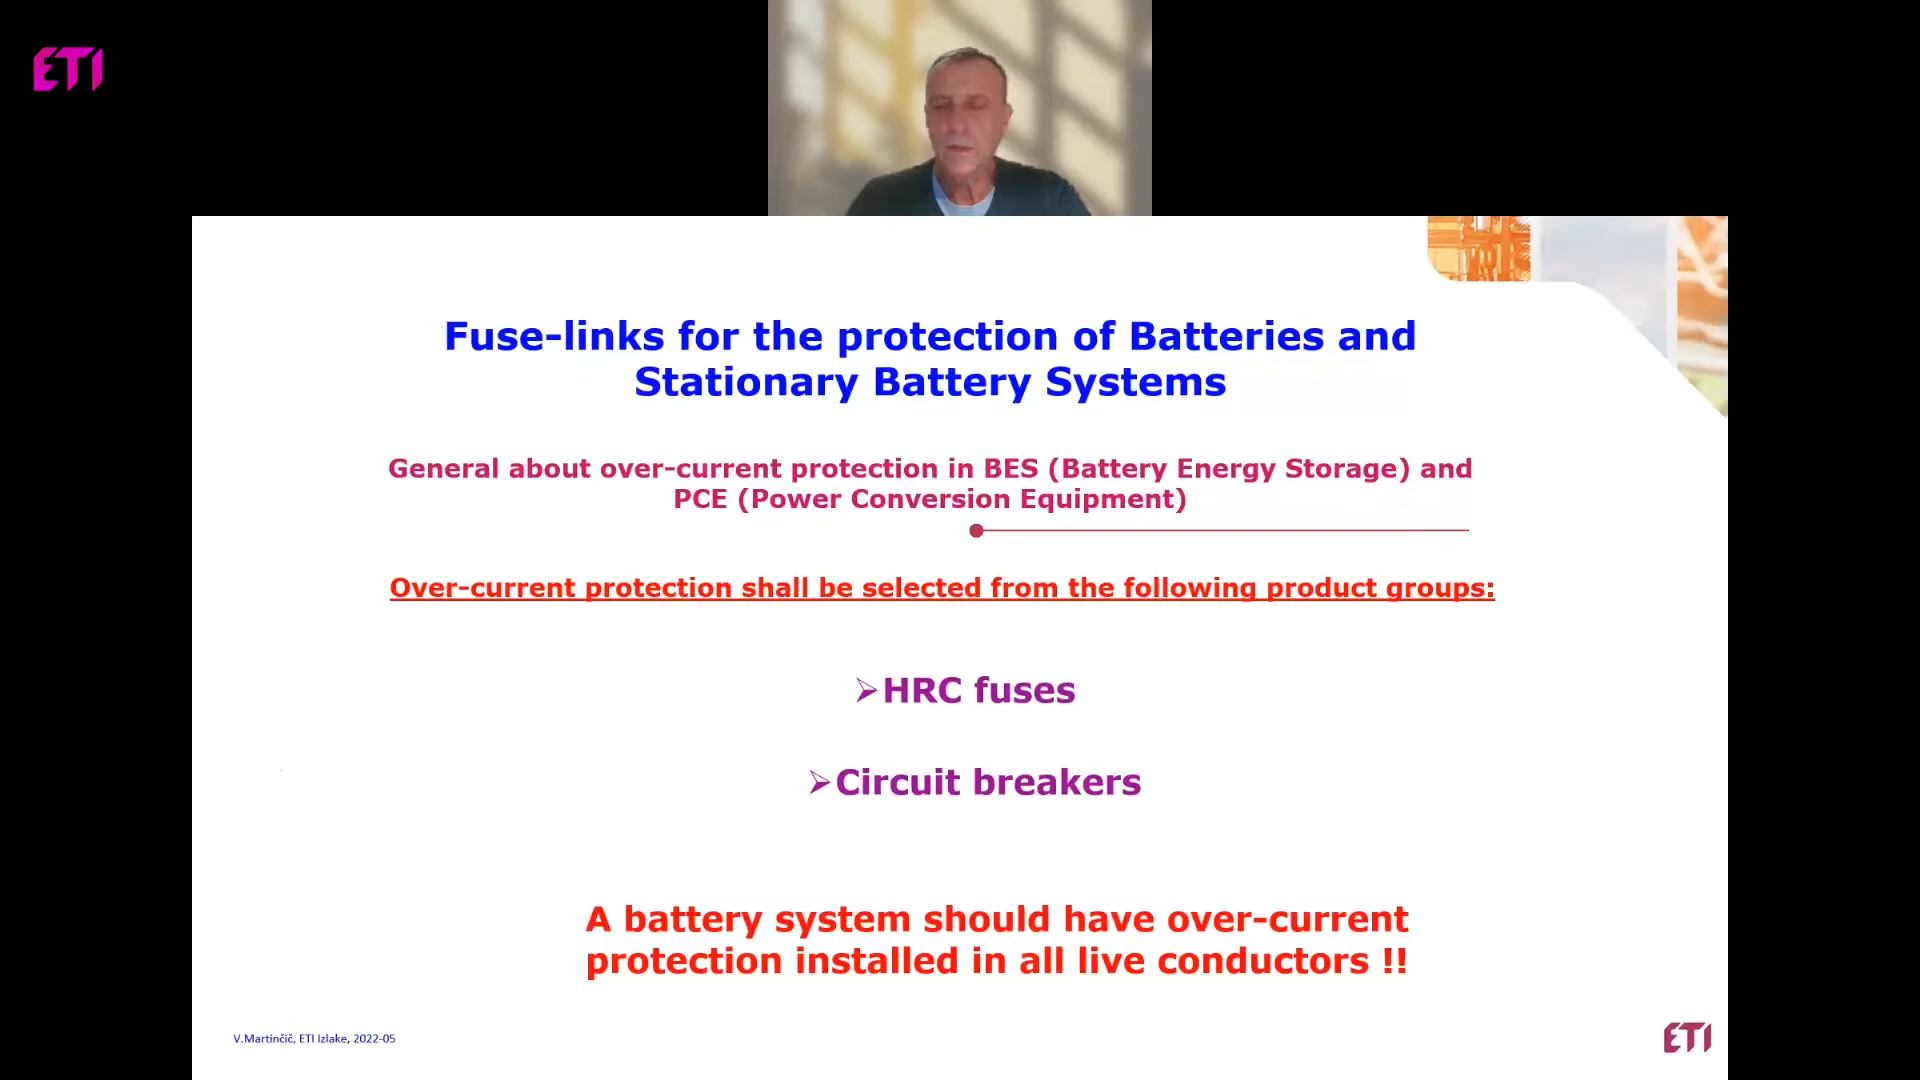 ETI
Fuse-links for the protection of Batteries and
Stationary Battery Systems
General about over-current protection in BES (Battery Energy Storage) and
PCE (Power Conversion Equipment)
Over-current protection shall be selected from the following product groups:
➢HRC fuses
➢Circuit breakers
A battery system should have over-current
protection installed in all live conductors !!
V.Martinčič, ETI Izlake, 2022-05
ETI